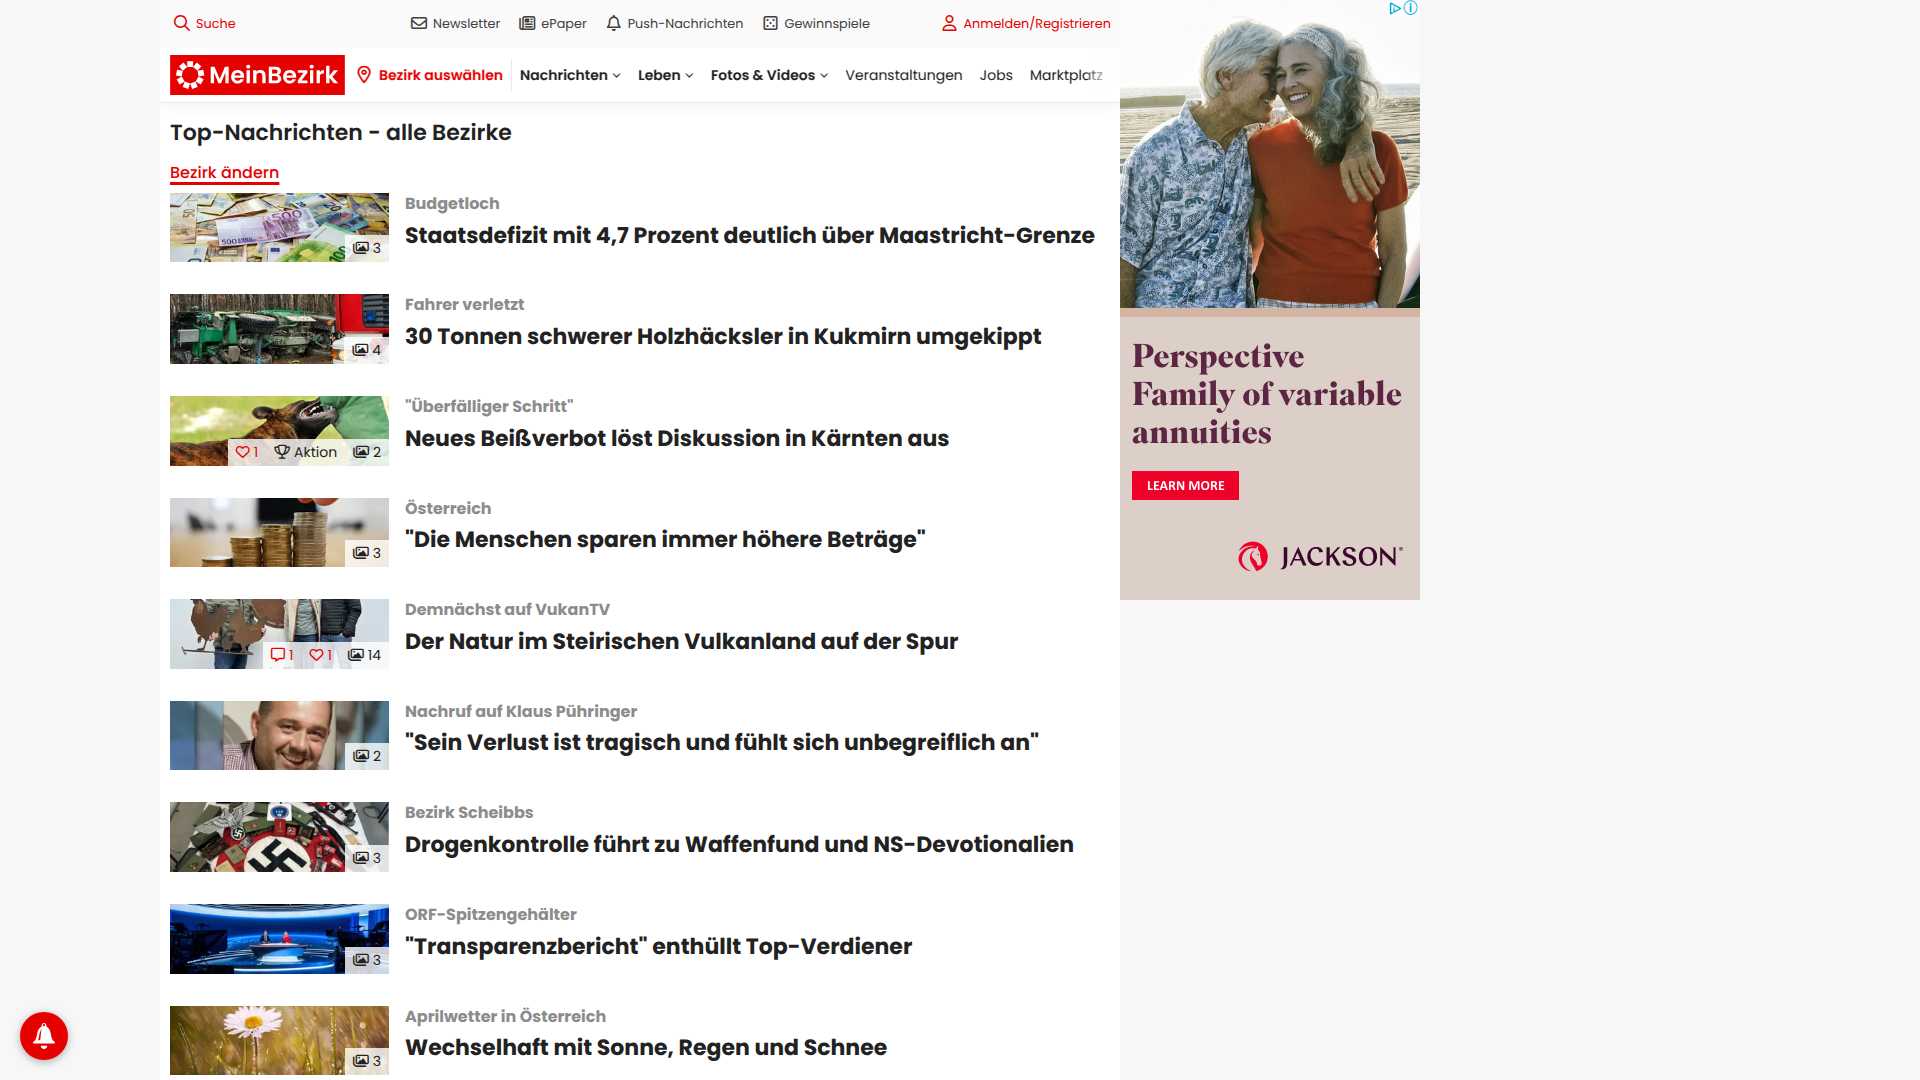 Suche
Newsletter
ePaper
Push-Nachrichten
Gewinnspiele
Anmelden/Registrieren
MeinBezirk
Bezirk auswählen
Nachrichten
Leben
Fotos & Videos
Veranstaltungen
Jobs
Marktplatz
Top-Nachrichten - alle Bezirke
Bezirk ändern
3
Budgetloch
Staatsdefizit mit 4,7 Prozent deutlich über Maastricht-Grenze
4
Fahrer verletzt
30 Tonnen schwerer Holzhäcksler in Kukmirn umgekippt
1 Aktion 2
"Überfälliger Schritt"
Neues Beißverbot löst Diskussion in Kärnten aus
3
Österreich
"Die Menschen sparen immer höhere Beträge"
1 1 14
Demnächst auf VukanTV
Der Natur im Steirischen Vulkanland auf der Spur
2
Nachruf auf Klaus Pühringer
"Sein Verlust ist tragisch und fühlt sich unbegreiflich an"
3
Bezirk Scheibbs
Drogenkontrolle führt zu Waffenfund und NS-Devotionalien
3
ORF-Spitzengehälter
"Transparenzbericht" enthüllt Top-Verdiener
3
Aprilwetter in Österreich
Wechselhaft mit Sonne, Regen und Schnee
Perspective
Family of variable
annuities
LEARN MORE
JACKSON®